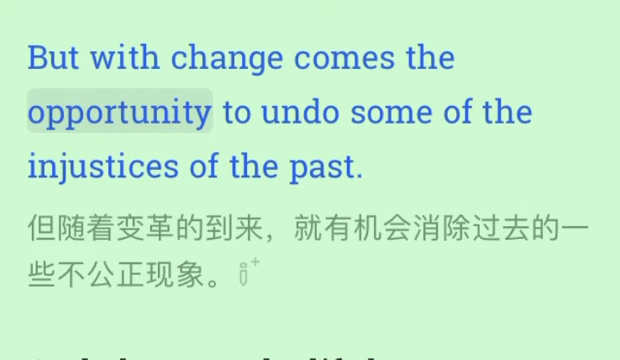 But with change comes the
opportunity to undo some of the
injustices of the past.
但随着变革的到来，就有机会消除过去的一
些不公正现象。